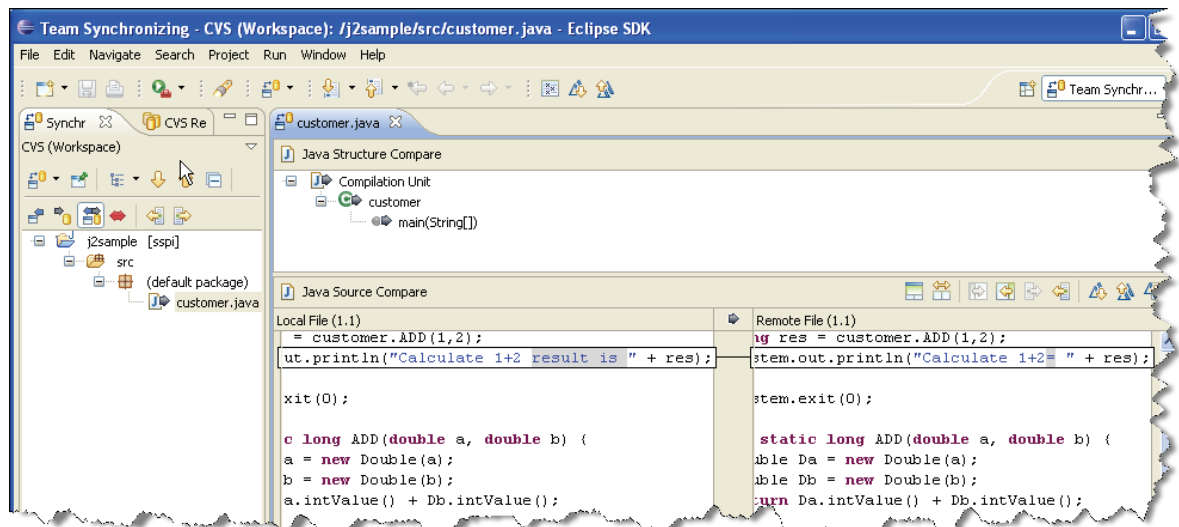 Team Synchronizing - CVS (Workspace): /j2sample/src/customer.java - Eclipse SDK
File Edit Navigate Search Project Run Window Help
Team Synchr...
Synchr
CVS Re
customer.java
CVS (Workspace)
Java Structure Compare
Compilation Unit
customer
main(String[])
j2sample [sspi]
src
(default package)
customer.java
Java Source Compare
Local File (1.1)
Remote File (1.1)
= customer.ADD(1,2);
ut.println("Calculate 1+2 result is " + res);
xit(0);
c long ADD(double a, double b) {
a = new Double(a);
b = new Double(b);
a.intValue() + Db.intValue();
ng res = customer.ADD(1,2);
stem.out.println("Calculate 1+2= " + res);
stem.exit(0);
static long ADD(double a, double b) {
uble Da = new Double(a);
uble Db = new Double(b);
turn Da.intValue() + Db.intValue();